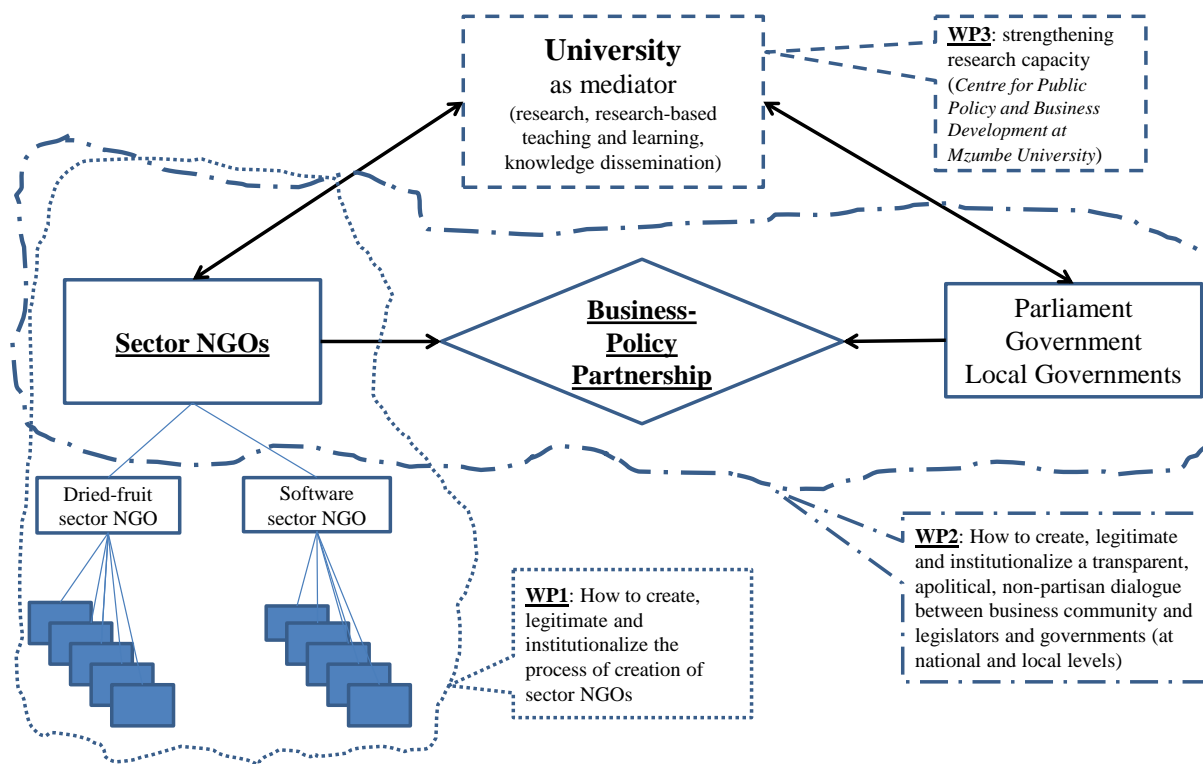 University
as mediator
(research, research-based
teaching and learning,
knowledge dissemination)
WP3: strengthening
research capacity
(Centre for Public
Policy and Business
Development at
Mzumbe University)
Sector NGOs
Business-
Policy
Partnership
Parliament
Government
Local Governments
Dried-fruit
sector NGO
Software
sector NGO
WP1: How to create,
legitimate and
institutionalize the
process of creation of
sector NGOs
WP2: How to create, legitimate
and institutionalize a transparent,
apolitical, non-partisan dialogue
between business community and
legislators and governments (at
national and local levels)